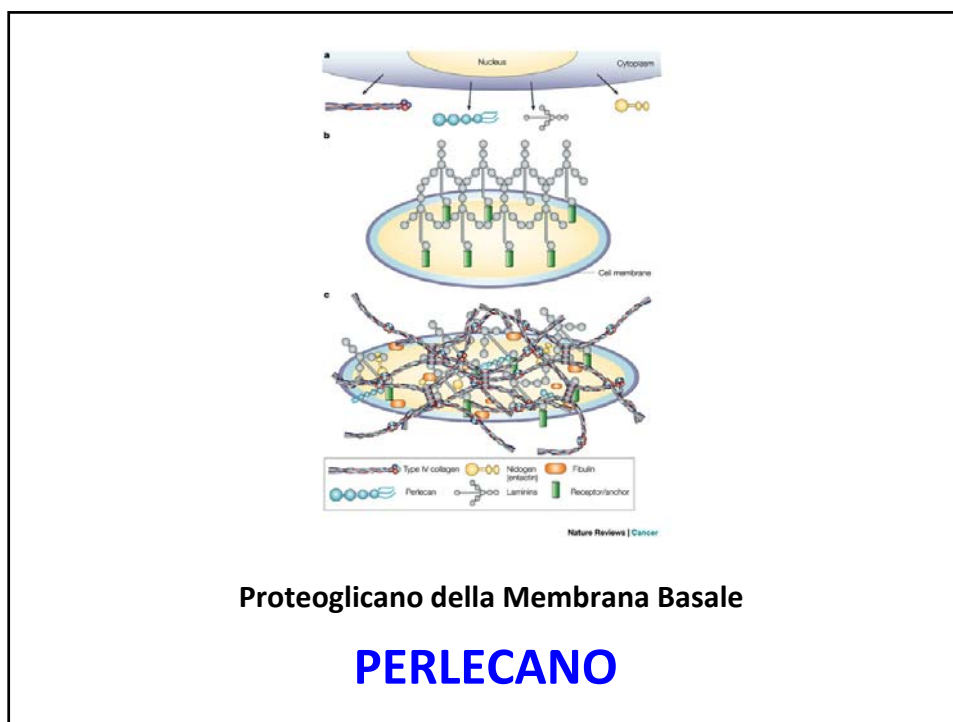 a
Nucleus
Cytoplasm
b
Cell membrane
c
Type IV collagen
Nidogen
(entactin)
Fibulin
Perlecan
Laminins
Receptor/anchor
Nature Reviews | Cancer
Proteoglicano della Membrana Basale
PERLECANO